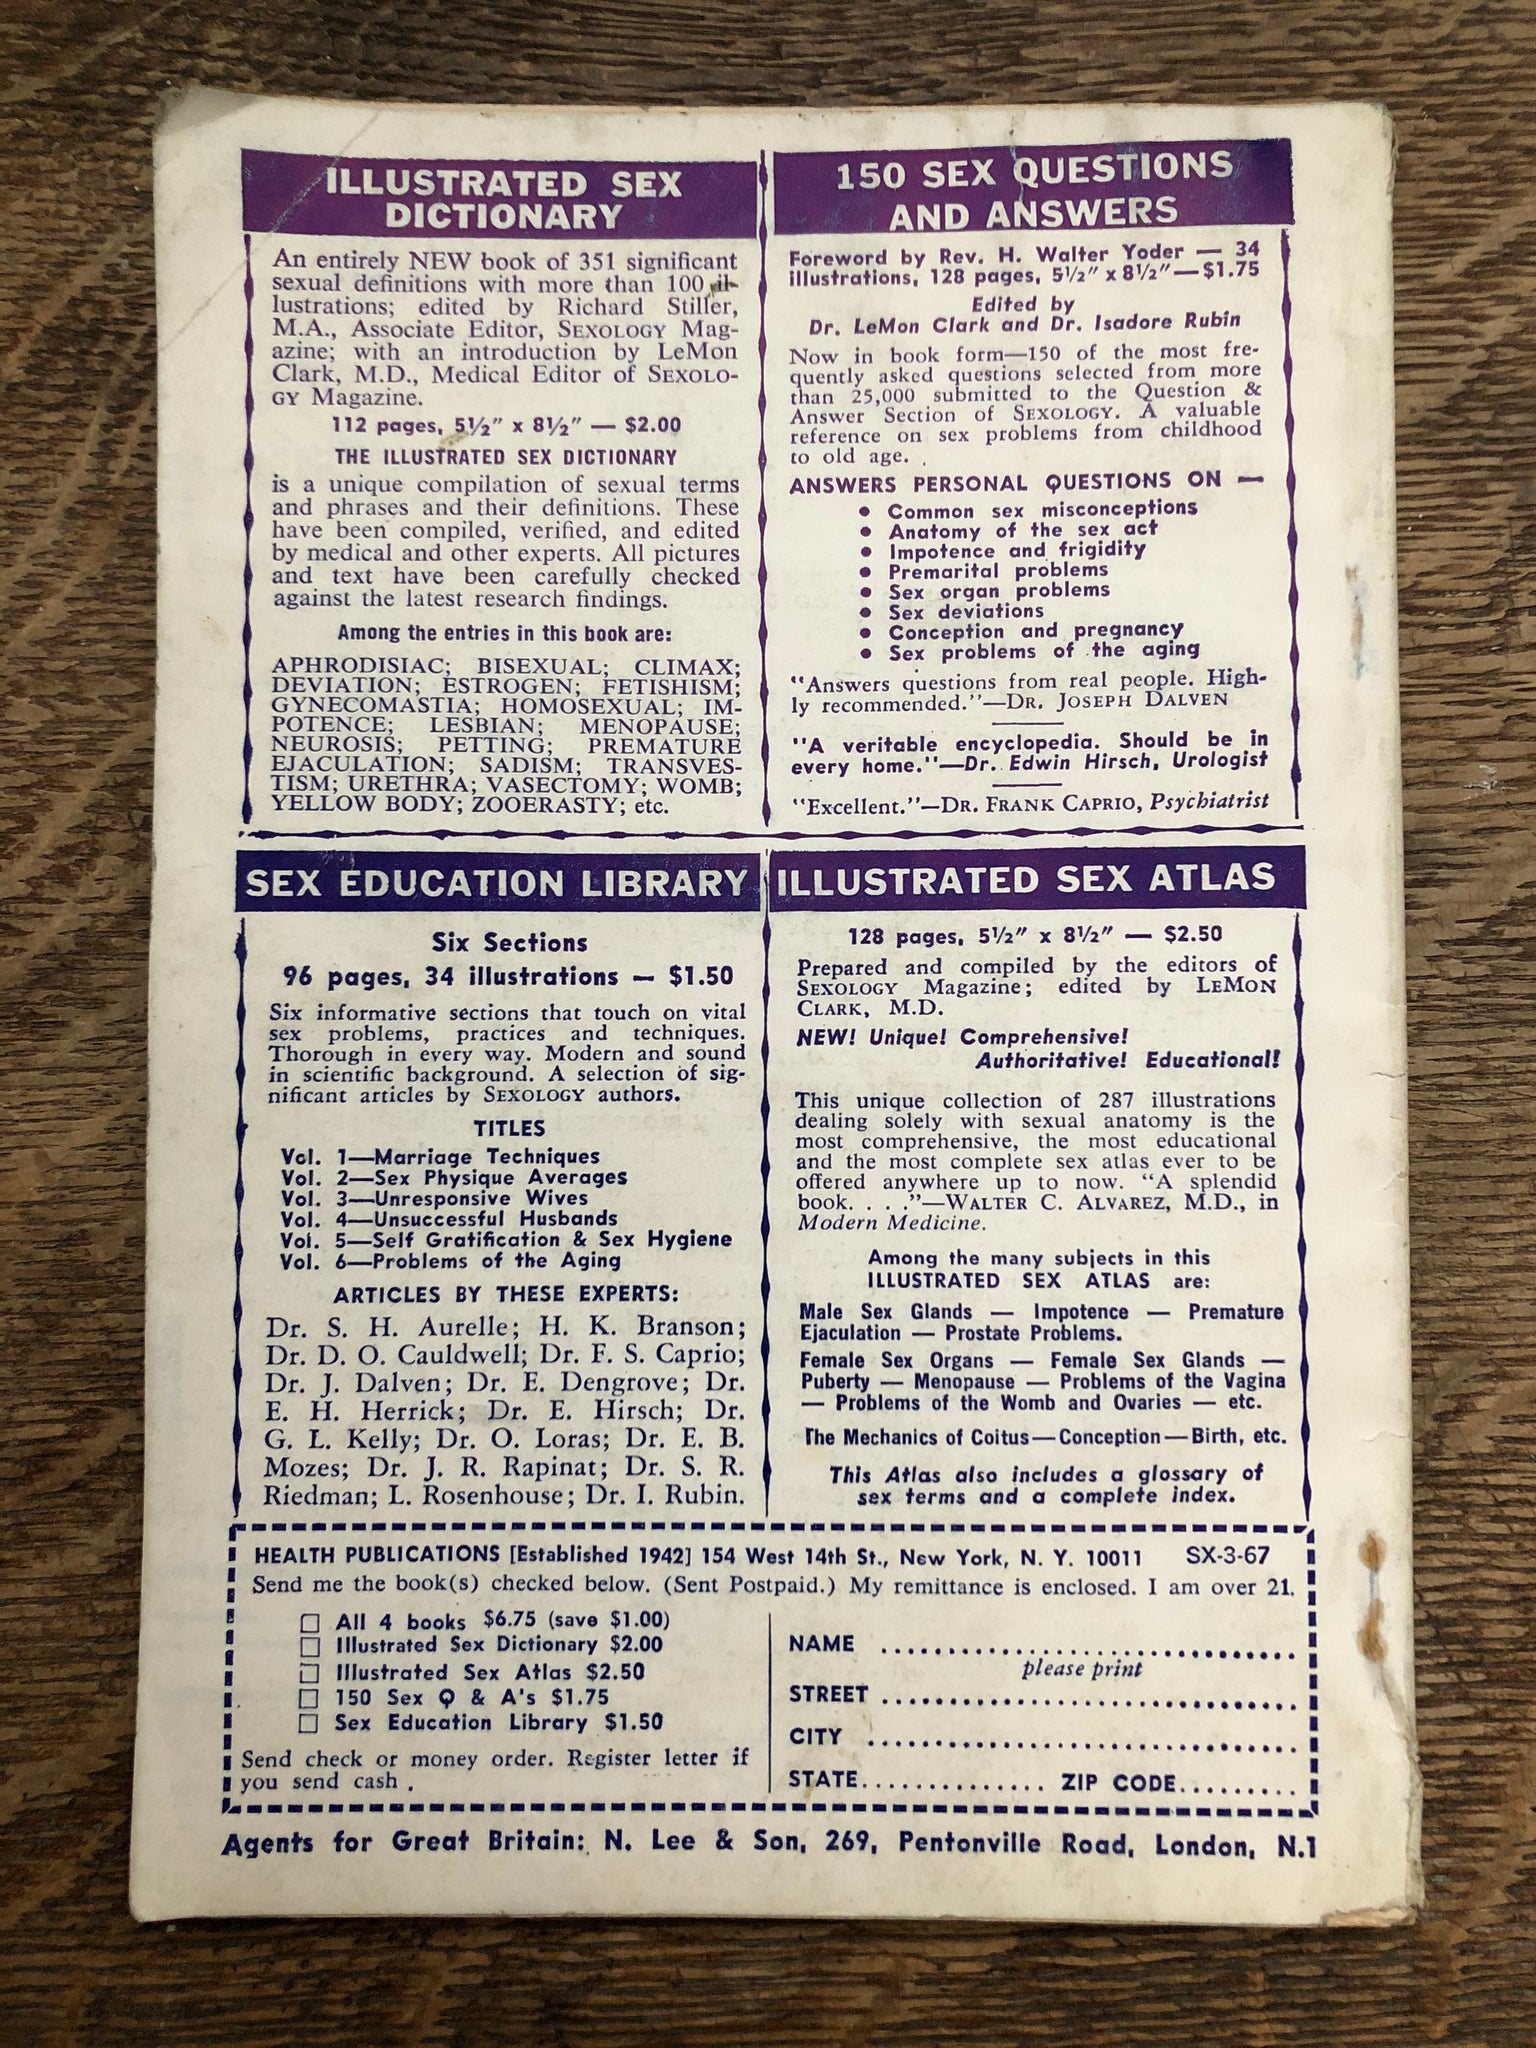 ILLUSTRATED SEX
DICTIONARY
An entirely NEW book of 351 significant
sexual definitions with more than 100 il-
lustrations; edited by Richard Stiller,
M.A., Associate Editor, SEXOLOGY Mag-
azine; with an introduction by LeMon
Clark, M.D., Medical Editor of SEXOLO-
GY Magazine.
112 pages, 5½" x 8½" — $2.00
THE ILLUSTRATED SEX DICTIONARY
is a unique compilation of sexual terms
and phrases and their definitions. These
have been compiled, verified, and edited
by medical and other experts. All pictures
and text have been carefully checked
against the latest research findings.
Among the entries in this book are:
APHRODISIAC; BISEXUAL; CLIMAX;
DEVIATION; ESTROGEN; FETISHISM;
GYNECOMASTIA; HOMOSEXUAL; IM-
POTENCE; LESBIAN; MENOPAUSE;
NEUROSIS; PETTING; PREMATURE
EJACULATION; SADISM; TRANSVES-
TISM; URETHRA; VASECTOMY; WOMB;
YELLOW BODY; ZOOERASTY; etc.
150 SEX QUESTIONS
AND ANSWERS
Foreword by Rev. H. Walter Yoder — 34
illustrations, 128 pages, 5½" x 8½"—$1.75
Edited by
Dr. LeMon Clark and Dr. Isadore Rubin
Now in book form—150 of the most fre-
quently asked questions selected from more
than 25,000 submitted to the Question &
Answer Section of SEXOLOGY. A valuable
reference on sex problems from childhood
to old age.
ANSWERS PERSONAL QUESTIONS ON —
• Common sex misconceptions
• Anatomy of the sex act
• Impotence and frigidity
• Premarital problems
• Sex organ problems
• Sex deviations
• Conception and pregnancy
• Sex problems of the aging
"Answers questions from real people. High-
ly recommended."—DR. JOSEPH DALVEN
"A veritable encyclopedia. Should be in
every home."—Dr. Edwin Hirsch, Urologist
"Excellent."—DR. FRANK CAPRIO, Psychiatrist
SEX EDUCATION LIBRARY
Six Sections
96 pages, 34 illustrations — $1.50
Six informative sections that touch on vital
sex problems, practices and techniques.
Thorough in every way. Modern and sound
in scientific background. A selection of sig-
nificant articles by SEXOLOGY authors.
TITLES
Vol. 1—Marriage Techniques
Vol. 2—Sex Physique Averages
Vol. 3—Unresponsive Wives
Vol. 4—Unsuccessful Husbands
Vol. 5—Self Gratification & Sex Hygiene
Vol. 6—Problems of the Aging
ARTICLES BY THESE EXPERTS:
Dr. S. H. Aurelle; H. K. Branson;
Dr. D. O. Cauldwell; Dr. F. S. Caprio;
Dr. J. Dalven; Dr. E. Dengrove; Dr.
E. H. Herrick; Dr. E. Hirsch; Dr.
G. L. Kelly; Dr. O. Loras; Dr. E. B.
Mozes; Dr. J. R. Rapinat; Dr. S. R.
Riedman; L. Rosenhouse; Dr. I. Rubin.
ILLUSTRATED SEX ATLAS
128 pages, 5½" x 8½" — $2.50
Prepared and compiled by the editors of
SEXOLOGY Magazine; edited by LEMON
CLARK, M.D.
NEW! Unique! Comprehensive!
Authoritative! Educational!
This unique collection of 287 illustrations
dealing solely with sexual anatomy is the
most comprehensive, the most educational
and the most complete sex atlas ever to be
offered anywhere up to now. "A splendid
book. . . ."—WALTER C. ALVAREZ, M.D., in
Modern Medicine.
Among the many subjects in this
ILLUSTRATED SEX ATLAS are:
Male Sex Glands — Impotence — Premature
Ejaculation — Prostate Problems.
Female Sex Organs — Female Sex Glands —
Puberty — Menopause — Problems of the Vagina
— Problems of the Womb and Ovaries — etc.
The Mechanics of Coitus—Conception—Birth, etc.
This Atlas also includes a glossary of
sex terms and a complete index.
HEALTH PUBLICATIONS [Established 1942] 154 West 14th St., New York, N. Y. 10011 SX-3-67
Send me the book(s) checked below. (Sent Postpaid.) My remittance is enclosed. I am over 21.
□ All 4 books $6.75 (save $1.00)
□ Illustrated Sex Dictionary $2.00
□ Illustrated Sex Atlas $2.50
□ 150 Sex Q & A's $1.75
□ Sex Education Library $1.50
Send check or money order. Register letter if
you send cash.
NAME ........................................
please print
STREET ........................................
CITY ........................................
STATE............... ZIP CODE..........
Agents for Great Britain: N. Lee & Son, 269, Pentonville Road, London, N.1